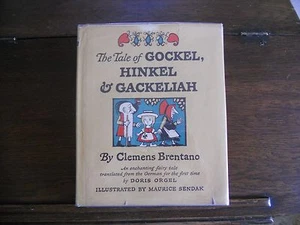 The Tale of GOCKEL,
HINKEL
& GACKELIAH
By Clemens Brentano
An enchanting fairy tale
translated from the German for the first time
by DORIS ORGEL
ILLUSTRATED BY MAURICE SENDAK